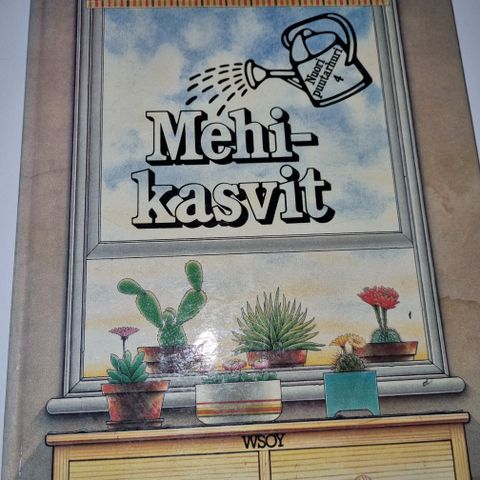 Nuori
puutarhuri
4
Mehi-
kasvit
WSOY